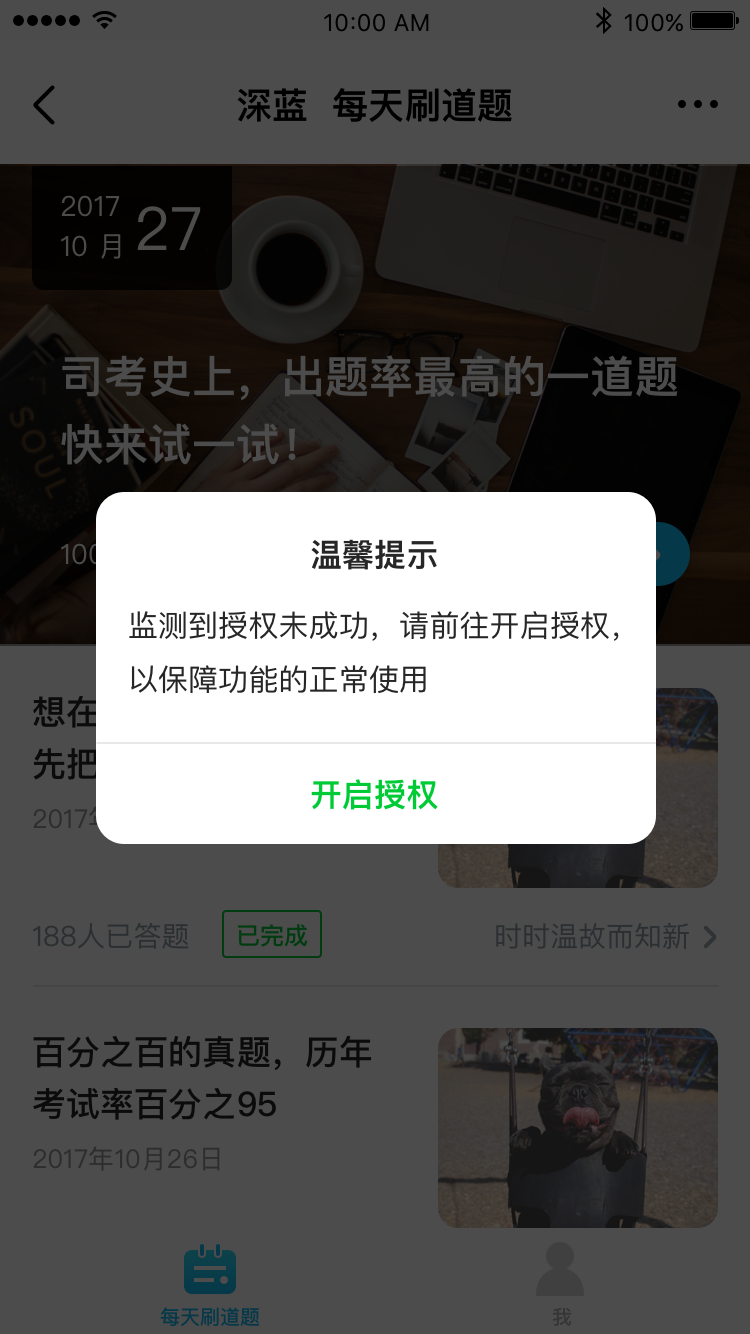 10:00 AM
100%
深蓝 每天刷道题
2017
10 月
27
司考史上，出题率最高的一道题
快来试一试！
SOUL
100
温馨提示
监测到授权未成功，请前往开启授权，
以保障功能的正常使用
开启授权
想在
先把
2017
188人已答题
已完成
时时温故而知新
百分之百的真题，历年
考试率百分之95
2017年10月26日
每天刷道题
我